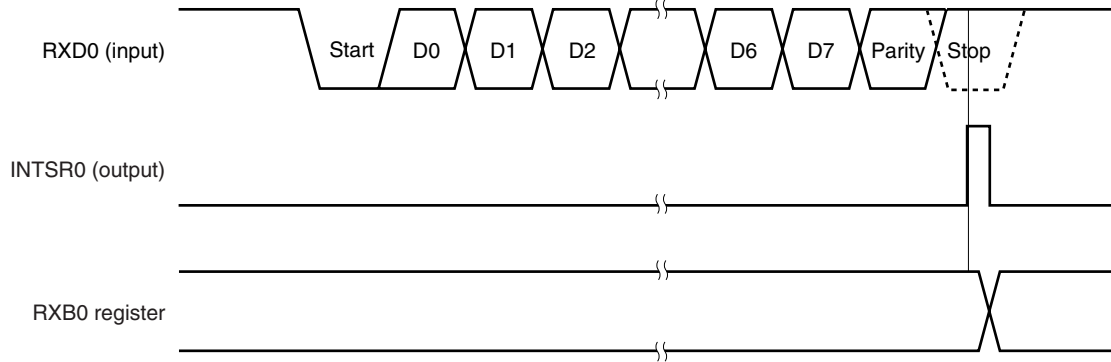 RXD0 (input) Start D0 D1 D2 D6 D7 Parity Stop
INTSR0 (output)
RXB0 register